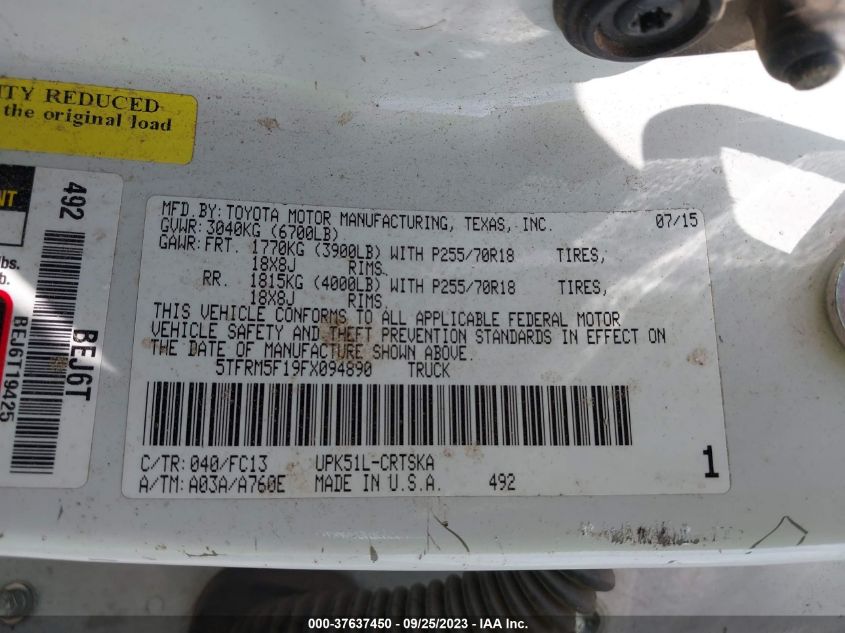 ITY REDUCED
the original load
NT
lbs.
b.
492
BEJ6T
BEJ6T19425
MFD.BY:TOYOTA MOTOR MANUFACTURING, TEXAS, INC. 07/15
GVWR:3040KG (6700LB)
GAWR:FRT. 1770KG (3900LB) WITH P255/70R18 TIRES,
18X8J RIMS
RR. 1815KG (4000LB) WITH P255/70R18 TIRES,
18X8J RIMS
THIS VEHICLE CONFORMS TO ALL APPLICABLE FEDERAL MOTOR
VEHICLE SAFETY AND THEFT PREVENTION STANDARDS IN EFFECT ON
THE DATE OF MANUFACTURE SHOWN ABOVE.
5TFRM5F19FX094890 TRUCK
C/TR:040/FC13 UPK51L-CRTSKA
A/TM:A03A/A760E MADE IN U.S.A. 492
1
000-37637450 - 09/25/2023 - IAA Inc.